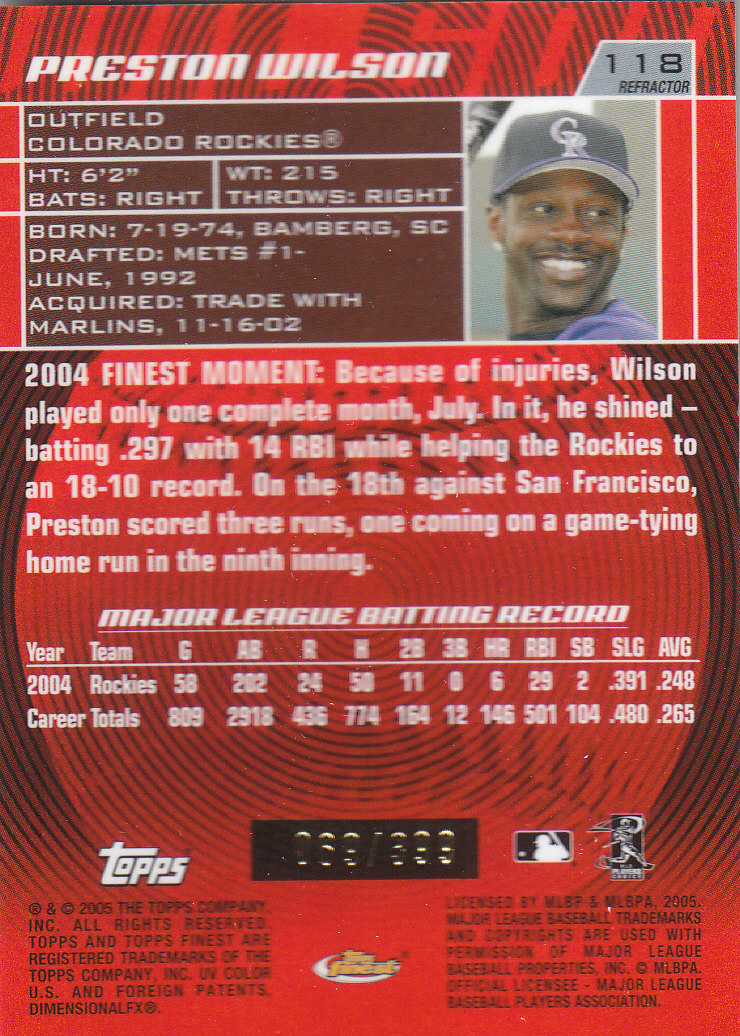 PRESTON WILSON
118
REFRACTOR
OUTFIELD
COLORADO ROCKIES®
HT: 6'2"
WT: 215
BATS: RIGHT
THROWS: RIGHT
BORN: 7-19-74, BAMBERG, SC
DRAFTED: METS #1-
JUNE, 1992
ACQUIRED: TRADE WITH
MARLINS, 11-16-02
CR
2004 FINEST MOMENT: Because of injuries, Wilson
played only one complete month, July. In it, he shined –
batting .297 with 14 RBI while helping the Rockies to
an 18-10 record. On the 18th against San Francisco,
Preston scored three runs, one coming on a game-tying
home run in the ninth inning.
MAJOR LEAGUE BATTING RECORD
Year Team G AB R H 2B 3B HR RBI SB SLG AVG
2004 Rockies 58 202 24 50 11 0 6 29 2 .391 .248
Career Totals 809 2918 436 774 164 12 146 501 104 .480 .265
Topps
PLAYERS
CHOICE
® & © 2005 THE TOPPS COMPANY,
INC. ALL RIGHTS RESERVED.
TOPPS AND TOPPS FINEST ARE
REGISTERED TRADEMARKS OF THE
TOPPS COMPANY, INC. UV COLOR
U.S. AND FOREIGN PATENTS,
DIMENSIONALFX®.
Topps
finest
LICENSED BY MLBP & MLBPA, 2005.
MAJOR LEAGUE BASEBALL TRADEMARKS
AND COPYRIGHTS ARE USED WITH
PERMISSION OF MAJOR LEAGUE
BASEBALL PROPERTIES, INC. © MLBPA.
OFFICIAL LICENSEE - MAJOR LEAGUE
BASEBALL PLAYERS ASSOCIATION.